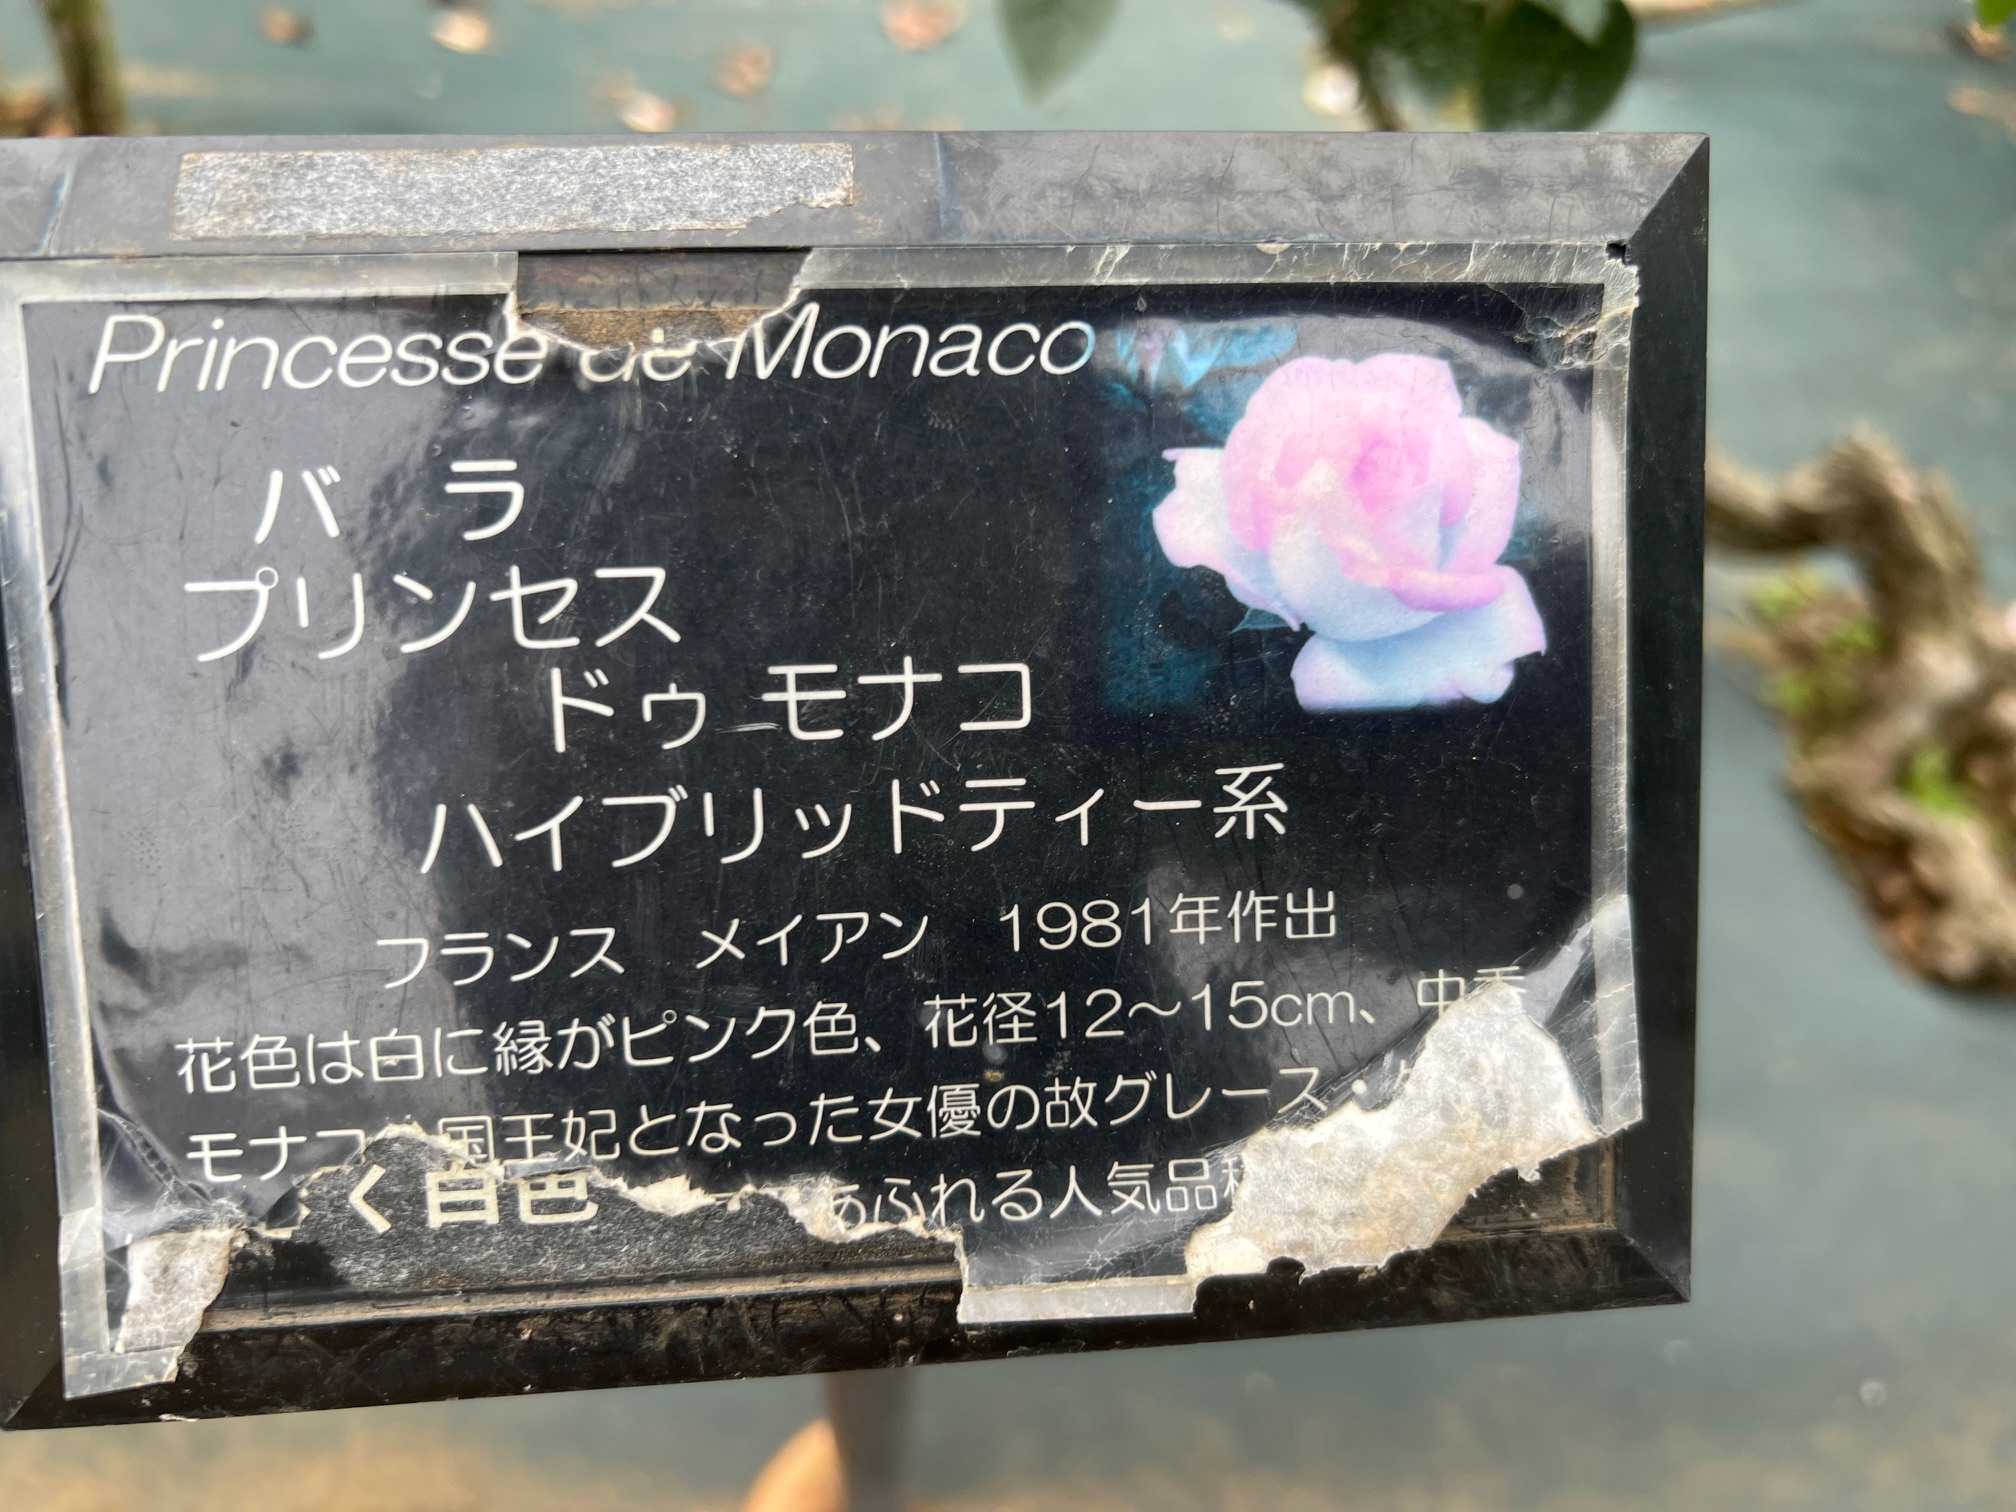 Princesse de Monaco
バ ラ
プリンセス
ドゥ モナコ
ハイブリッドティー系
フランス　メイアン　1981年作出
花色は白に縁がピンク色、花径12〜15cm、中香
国王妃となった女優の故グレース・
く白色
あふれる人気品種